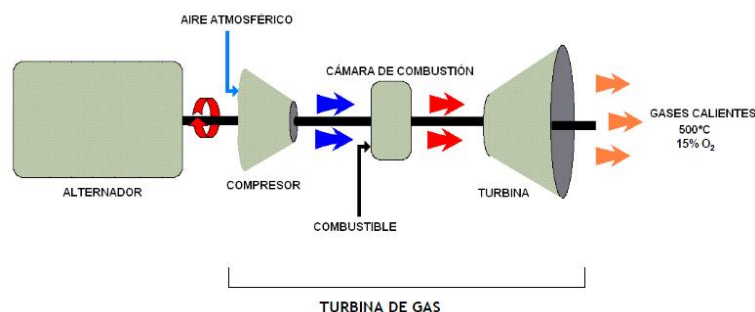 AIRE ATMOSFÉRICO
CÁMARA DE COMBUSTIÓN
GASES CALIENTES
500°C
15% O₂
ALTERNADOR
COMPRESOR
TURBINA
COMBUSTIBLE
TURBINA DE GAS